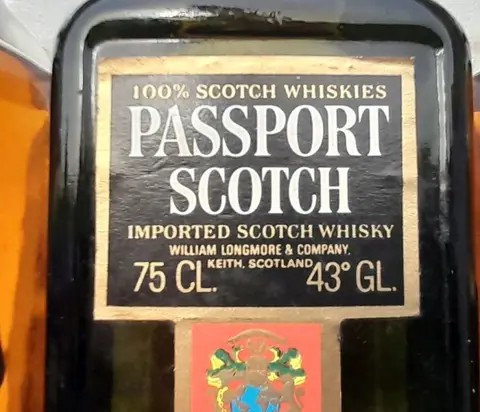 100% SCOTCH WHISKIES
PASSPORT
SCOTCH
IMPORTED SCOTCH WHISKY
WILLIAM LONGMORE & COMPANY,
KEITH, SCOTLAND
75 CL. 43° GL.